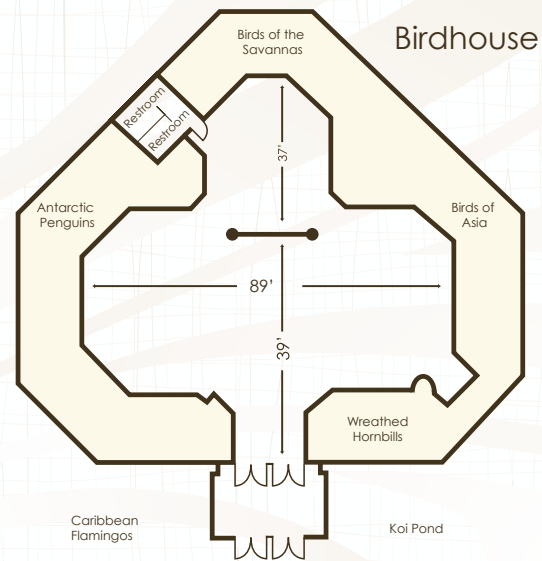 Birdhouse
Birds of the
Savannas
Restroom
Restroom
37'
Antarctic
Penguins
Birds of
Asia
89'
39'
Wreathed
Hornbills
Caribbean
Flamingos
Koi Pond